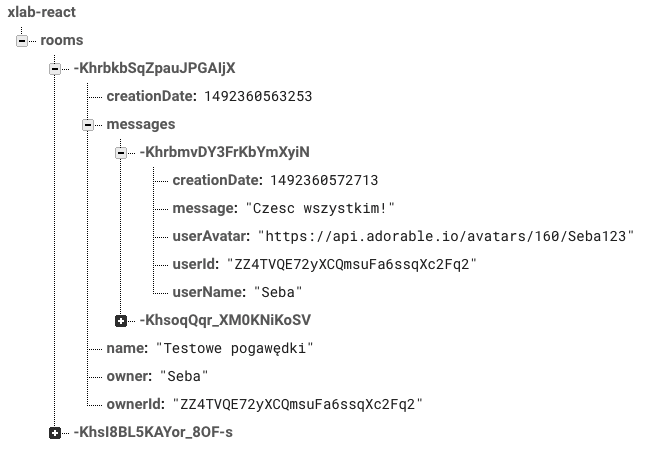 xlab-react
rooms
-KhrbkbSqZpauJPGAIjX
creationDate: 1492360563253
messages
-KhrbmvDY3FrKbYmXyiN
creationDate: 1492360572713
message: "Czesc wszystkim!"
userAvatar: "https://api.adorable.io/avatars/160/Seba123"
userId: "ZZ4TVQE72yXCQmsuFa6ssqXc2Fq2"
userName: "Seba"
-KhsoqQqr_XM0KNiKoSV
name: "Testowe pogawędki"
owner: "Seba"
ownerId: "ZZ4TVQE72yXCQmsuFa6ssqXc2Fq2"
-KhsI8BL5KAYor_8OF-s